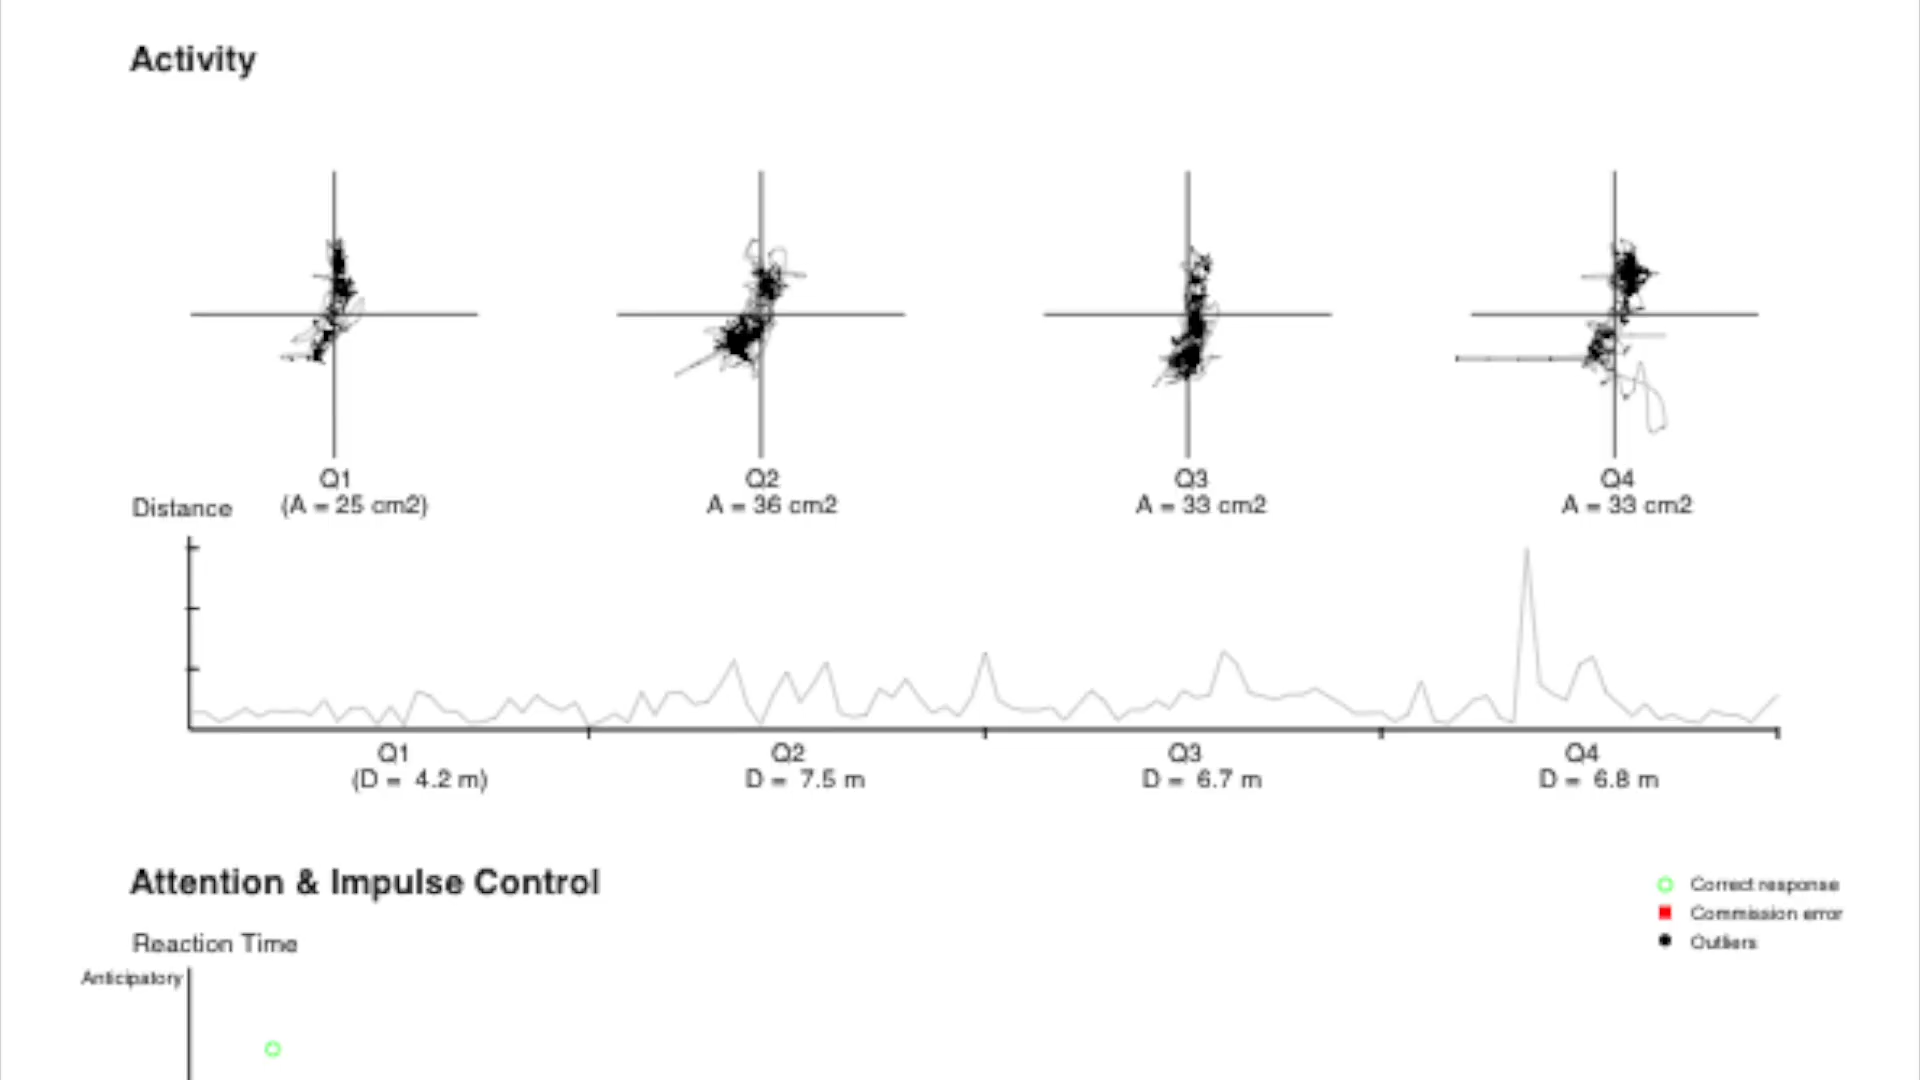 Activity
Q1 Q2 Q3 Q4
Distance (A = 25 cm2) A = 36 cm2 A = 33 cm2 A = 33 cm2
Q1 Q2 Q3 Q4
(D = 4.2 m) D = 7.5 m D = 6.7 m D = 6.8 m
Attention & Impulse Control
Correct response
Commission error
Outliers
Reaction Time
Anticipatory